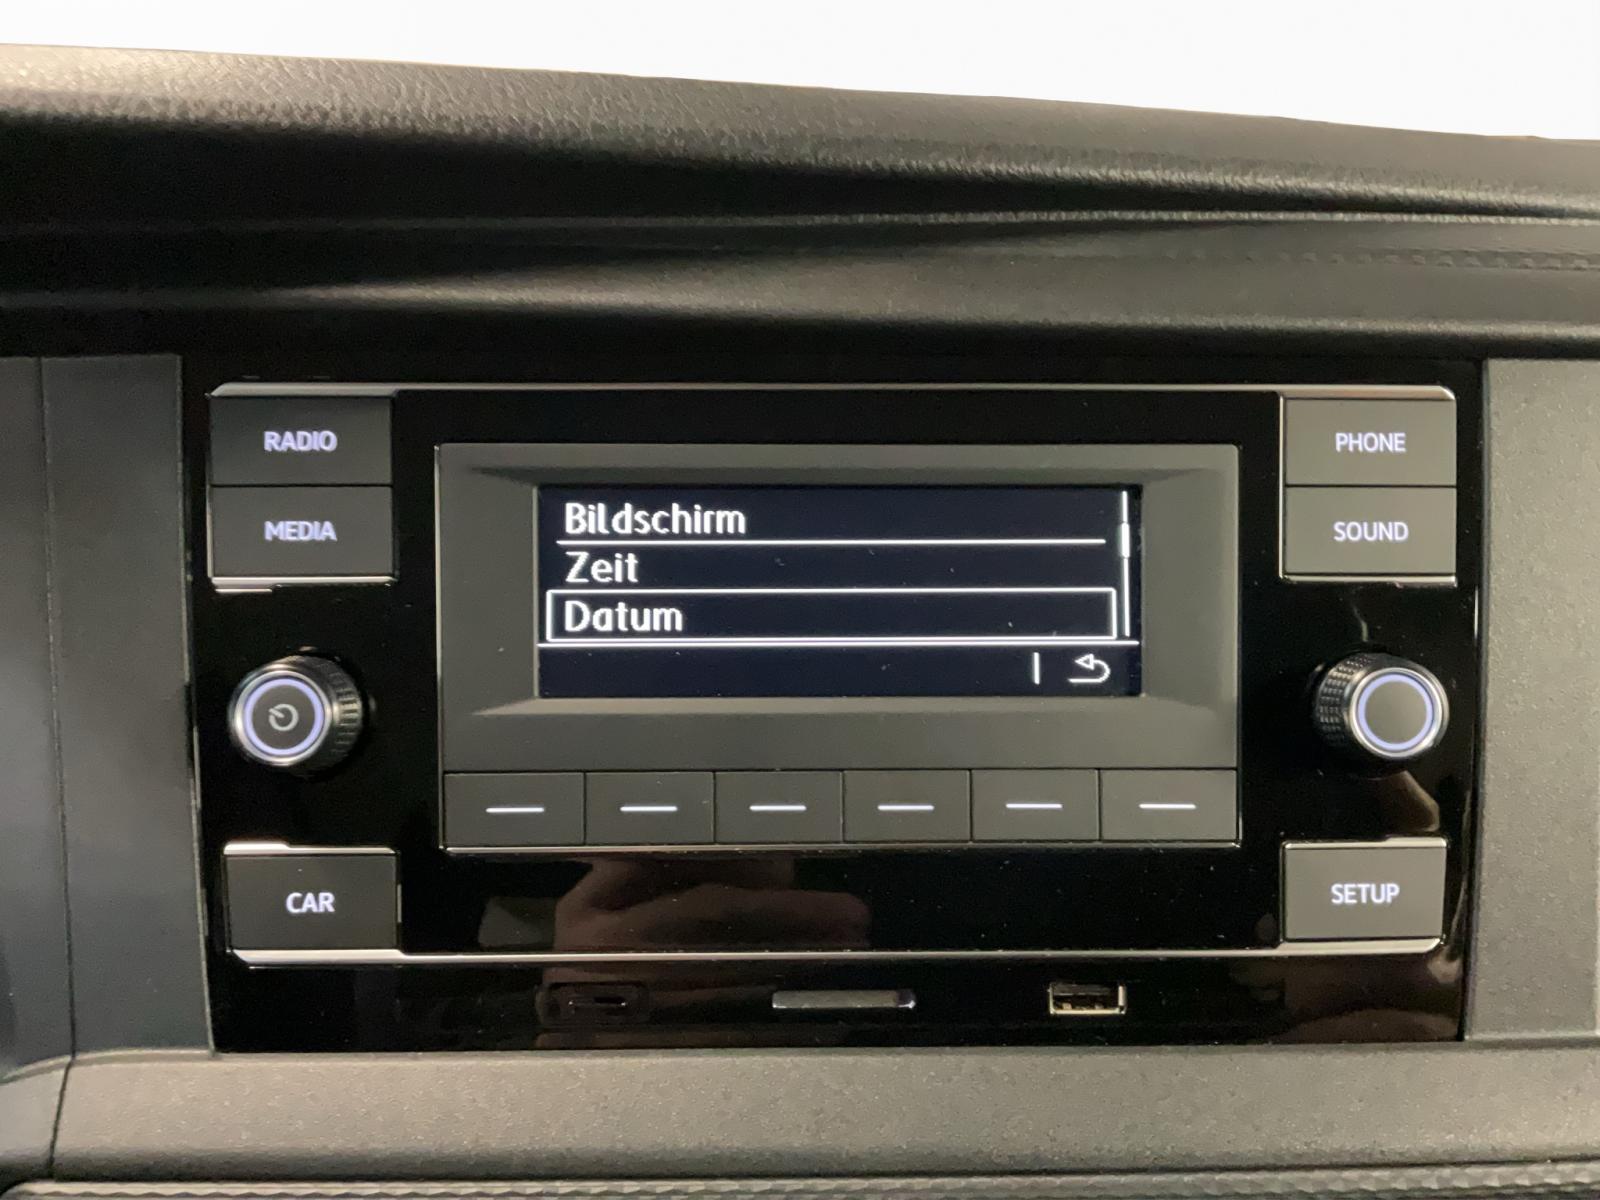 RADIO
MEDIA
PHONE
SOUND
Bildschirm
Zeit
Datum
CAR
SETUP